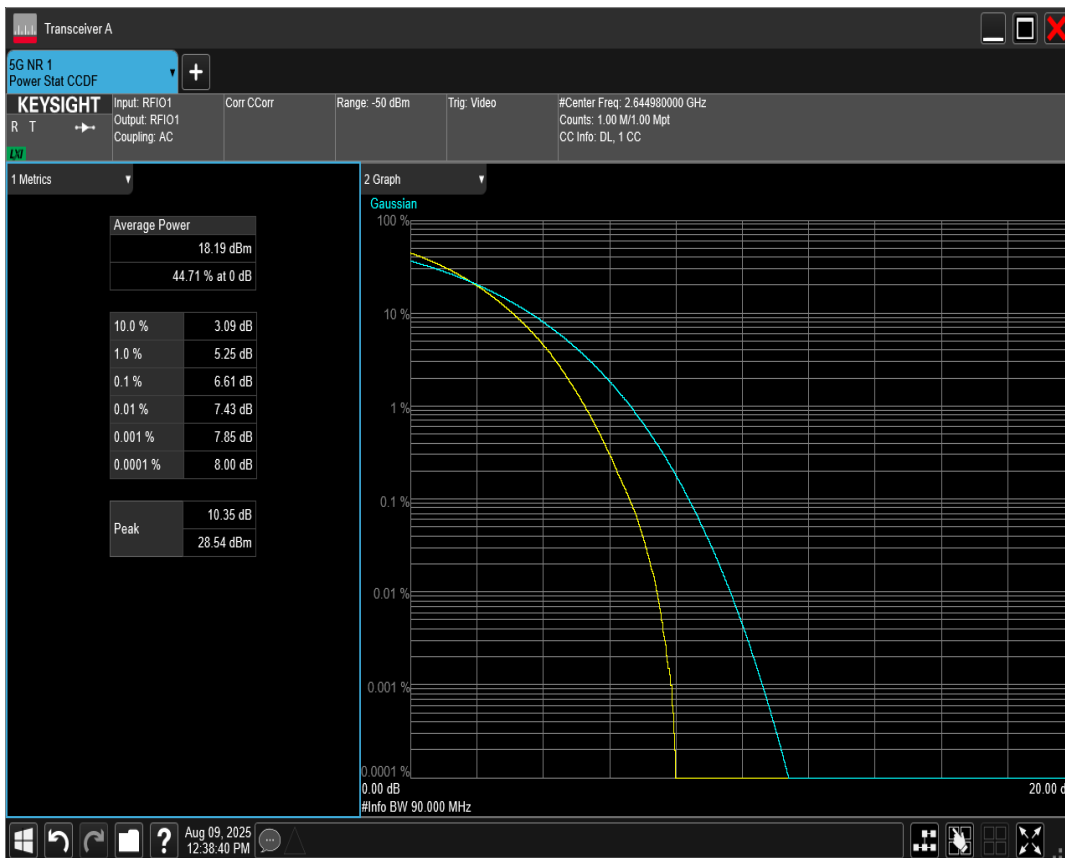 Transceiver A
5G NR 1
Power Stat CCDF
+
KEYSIGHT
R T
LXI
Input: RFIO1
Output: RFIO1
Coupling: AC
Corr CCorr
Range: -50 dBm
Trig: Video
#Center Freq: 2.644980000 GHz
Counts: 1.00 M/1.00 Mpt
CC Info: DL, 1 CC
1 Metrics
Average Power
18.19 dBm
44.71 % at 0 dB
10.0 % 3.09 dB
1.0 % 5.25 dB
0.1 % 6.61 dB
0.01 % 7.43 dB
0.001 % 7.85 dB
0.0001 % 8.00 dB
Peak
10.35 dB
28.54 dBm
2 Graph
Gaussian
100 %
10 %
1 %
0.1 %
0.01 %
0.001 %
0.0001 %
0.00 dB
20.00 d
#Info BW 90.000 MHz
?
Aug 09, 2025
12:38:40 PM